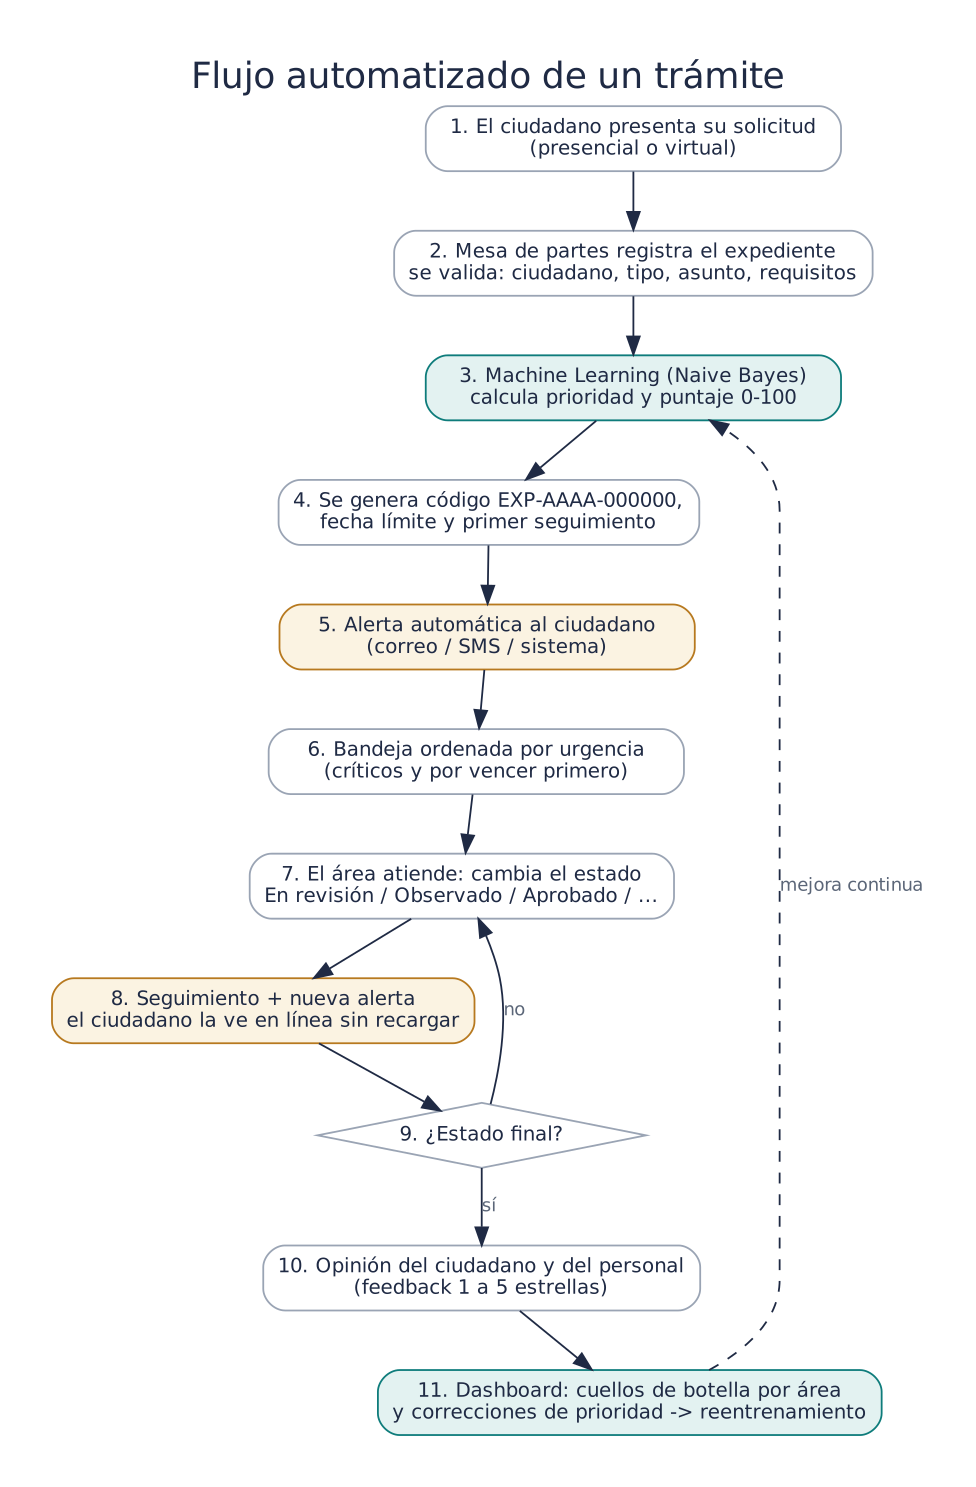 Flujo automatizado de un trámite
1. El ciudadano presenta su solicitud
(presencial o virtual)
2. Mesa de partes registra el expediente
se valida: ciudadano, tipo, asunto, requisitos
3. Machine Learning (Naive Bayes)
calcula prioridad y puntaje 0-100
4. Se genera código EXP-AAAA-000000,
fecha límite y primer seguimiento
5. Alerta automática al ciudadano
(correo / SMS / sistema)
6. Bandeja ordenada por urgencia
(críticos y por vencer primero)
7. El área atiende: cambia el estado
En revisión / Observado / Aprobado / ...
mejora continua
8. Seguimiento + nueva alerta
el ciudadano la ve en línea sin recargar
no
9. ¿Estado final?
sí
10. Opinión del ciudadano y del personal
(feedback 1 a 5 estrellas)
11. Dashboard: cuellos de botella por área
y correcciones de prioridad -> reentrenamiento